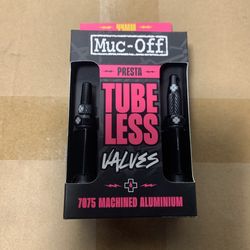 Muc-Off
PRESTA
TUBE
LESS
VALVES
7075 MACHINED ALUMINIUM